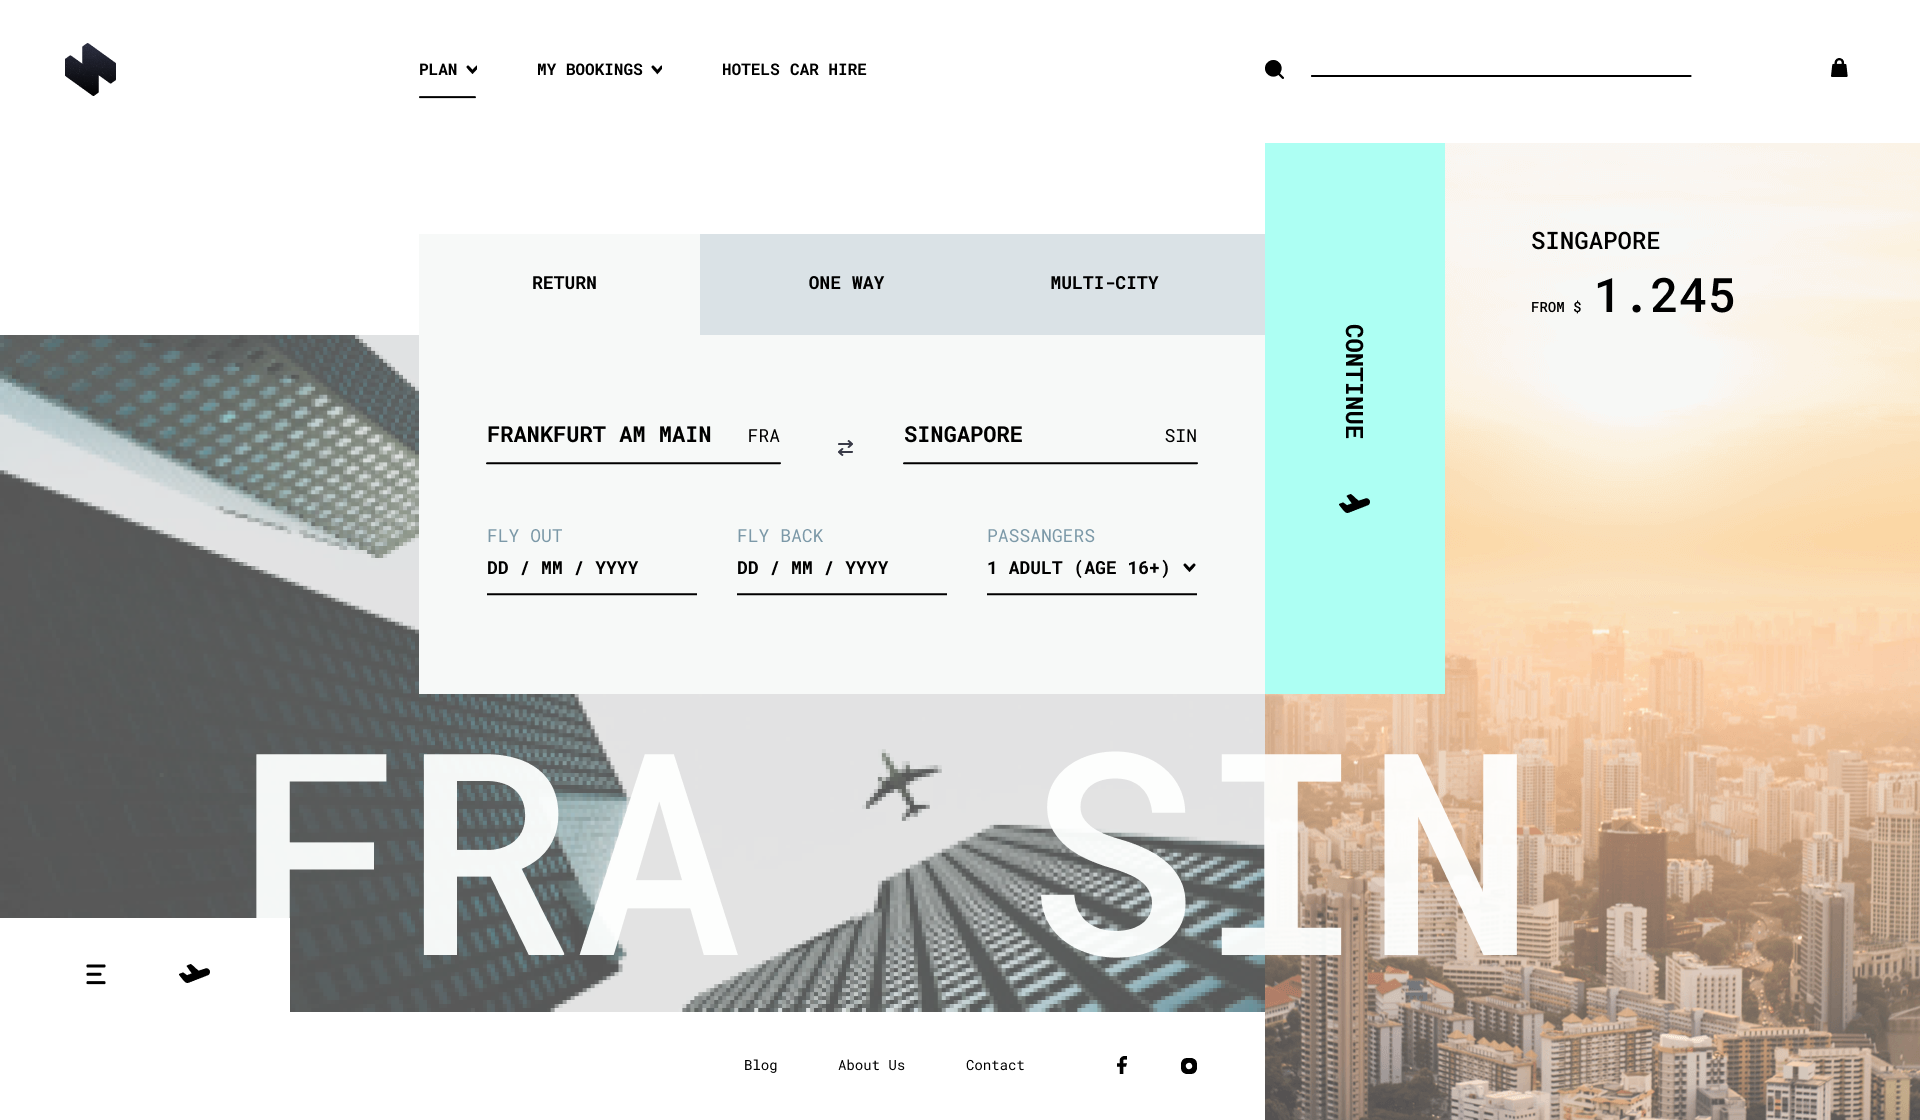 PLAN
MY BOOKINGS
HOTELS CAR HIRE
RETURN
ONE WAY
MULTI-CITY
FRANKFURT AM MAIN FRA
SINGAPORE SIN
FLY OUT
DD / MM / YYYY
FLY BACK
DD / MM / YYYY
PASSANGERS
1 ADULT (AGE 16+)
CONTINUE
SINGAPORE
FROM $ 1.245
FRA SIN
Blog
About Us
Contact